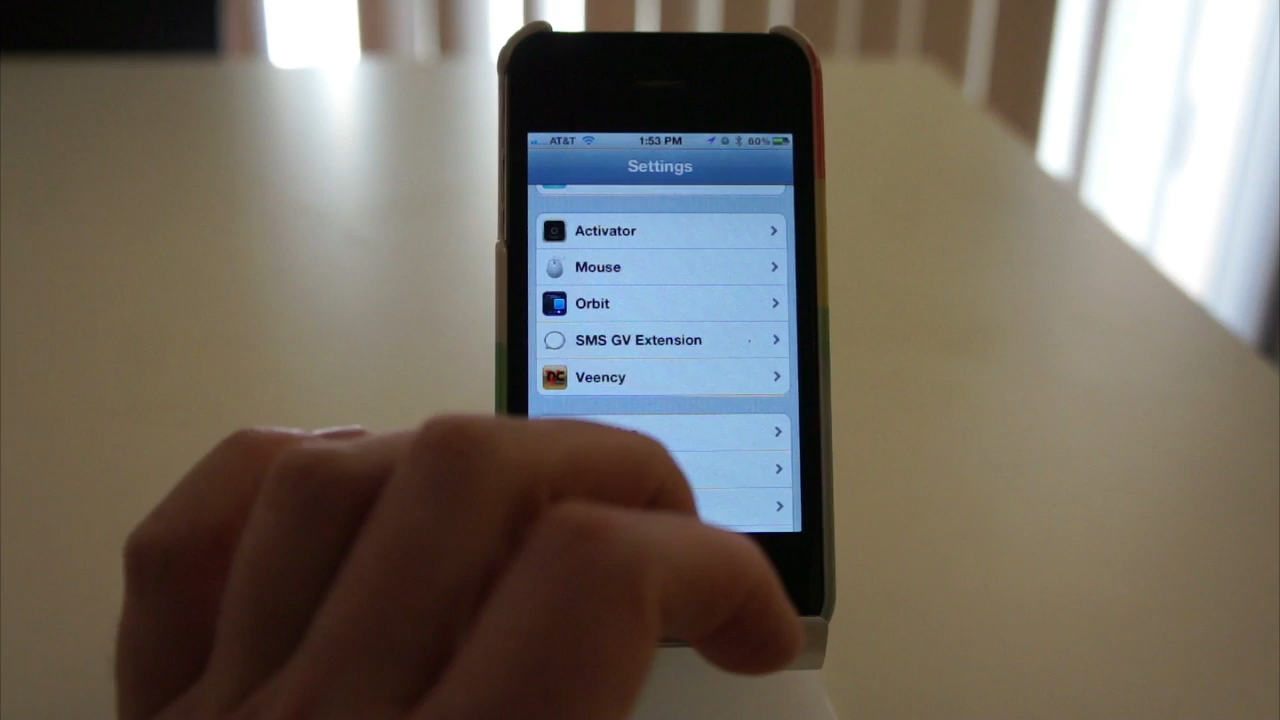 AT&T 1:53 PM 60%
Settings
Activator
Mouse
Orbit
SMS GV Extension
Veency